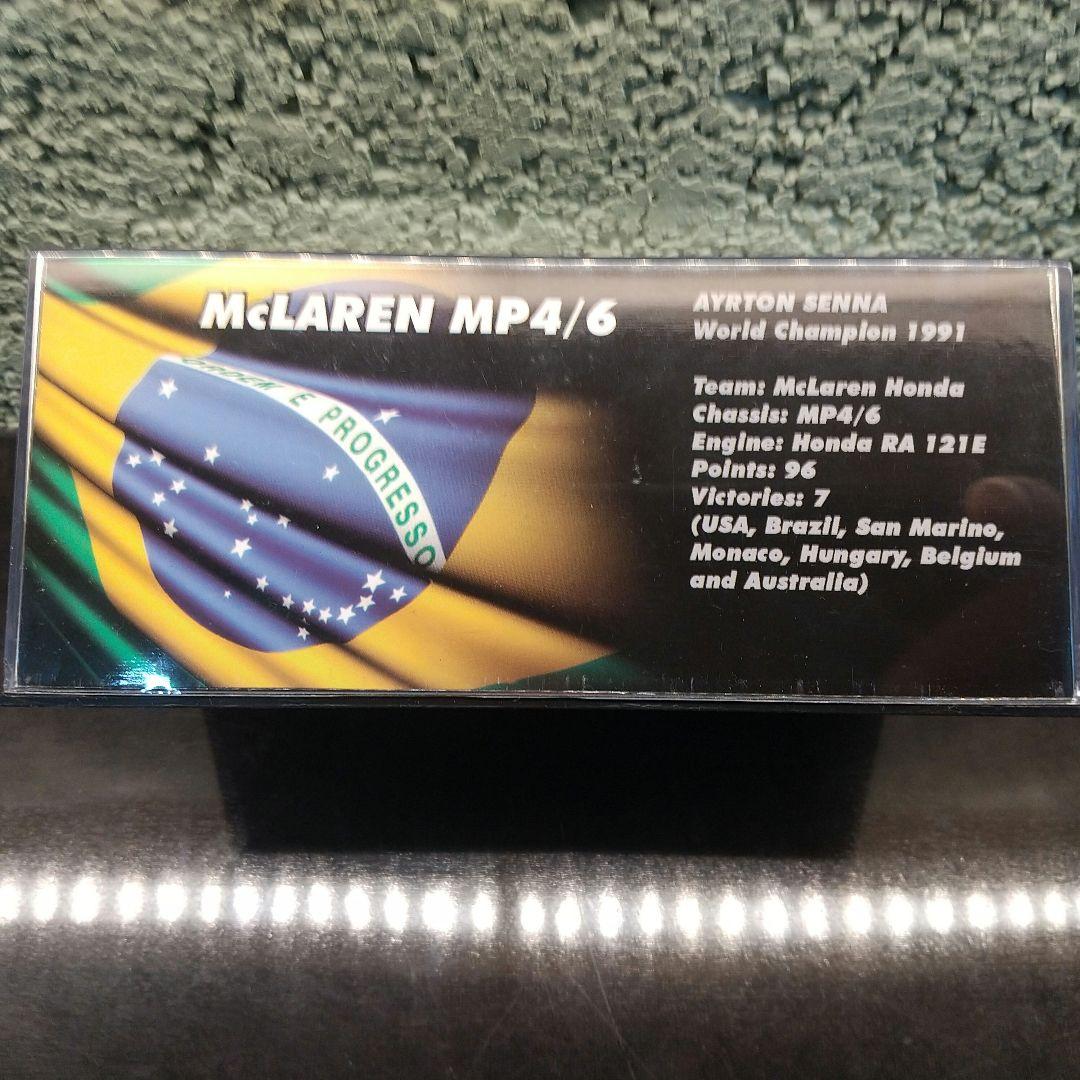 McLAREN MP4/6
ORDEM E PROGRESSO
AYRTON SENNA
World Champion 1991
Team: McLaren Honda
Chassis: MP4/6
Engine: Honda RA 121E
Points: 96
Victories: 7
(USA, Brazil, San Marino,
Monaco, Hungary, Belgium
and Australia)